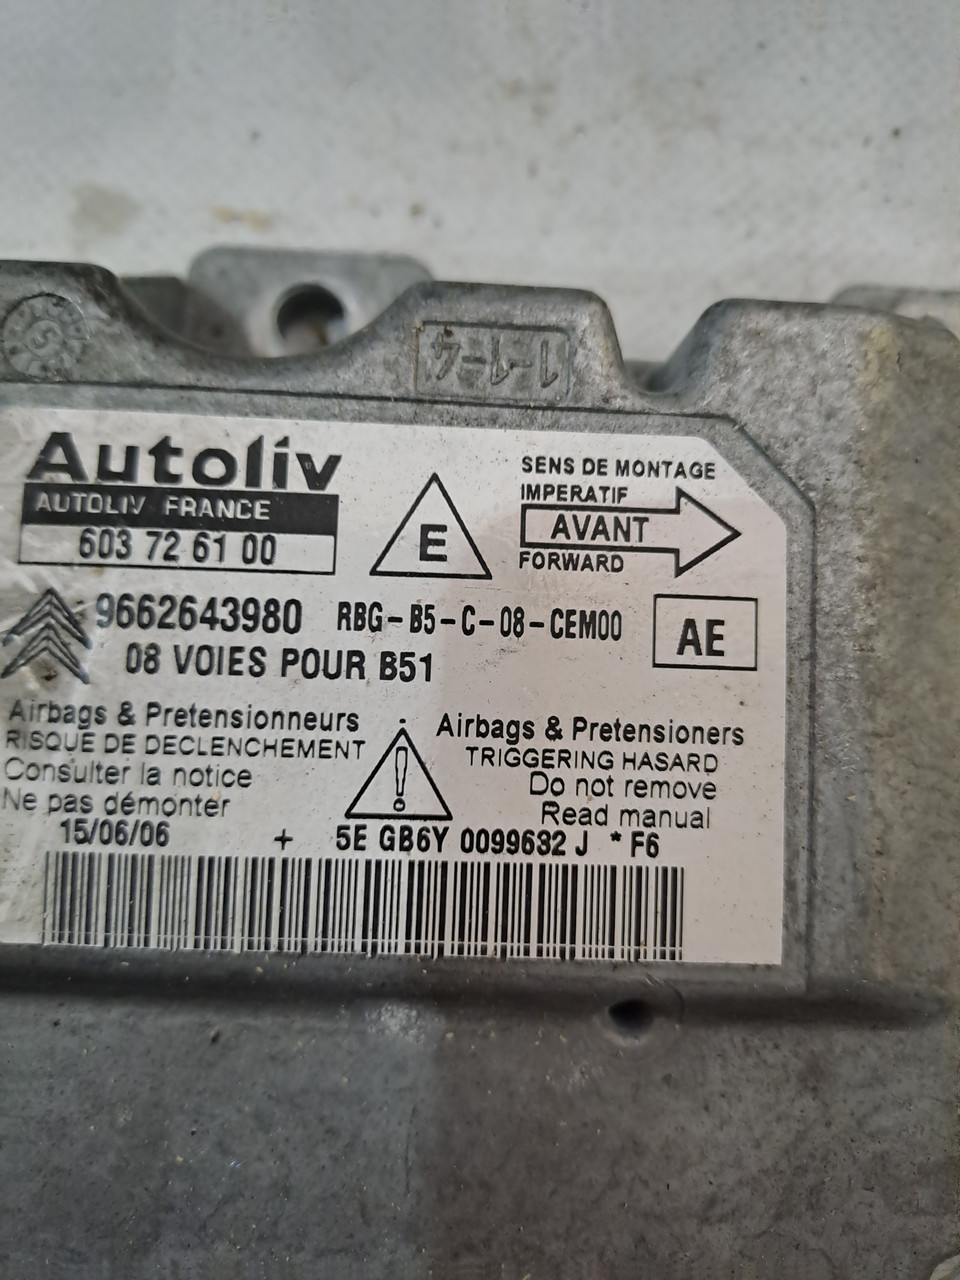 Autoliv
AUTOLIV FRANCE
603 72 61 00
E
SENS DE MONTAGE
IMPERATIF
AVANT
FORWARD
9662643980 RBG-B5-C-08-CEM00
AE
08 VOIES POUR B51
Airbags & Pretensionneurs
RISQUE DE DECLENCHEMENT
Consulter la notice
Ne pas démonter
Airbags & Pretensioners
TRIGGERING HASARD
Do not remove
Read manual
15/06/06 + 5E GB6Y 0099632 J *F6